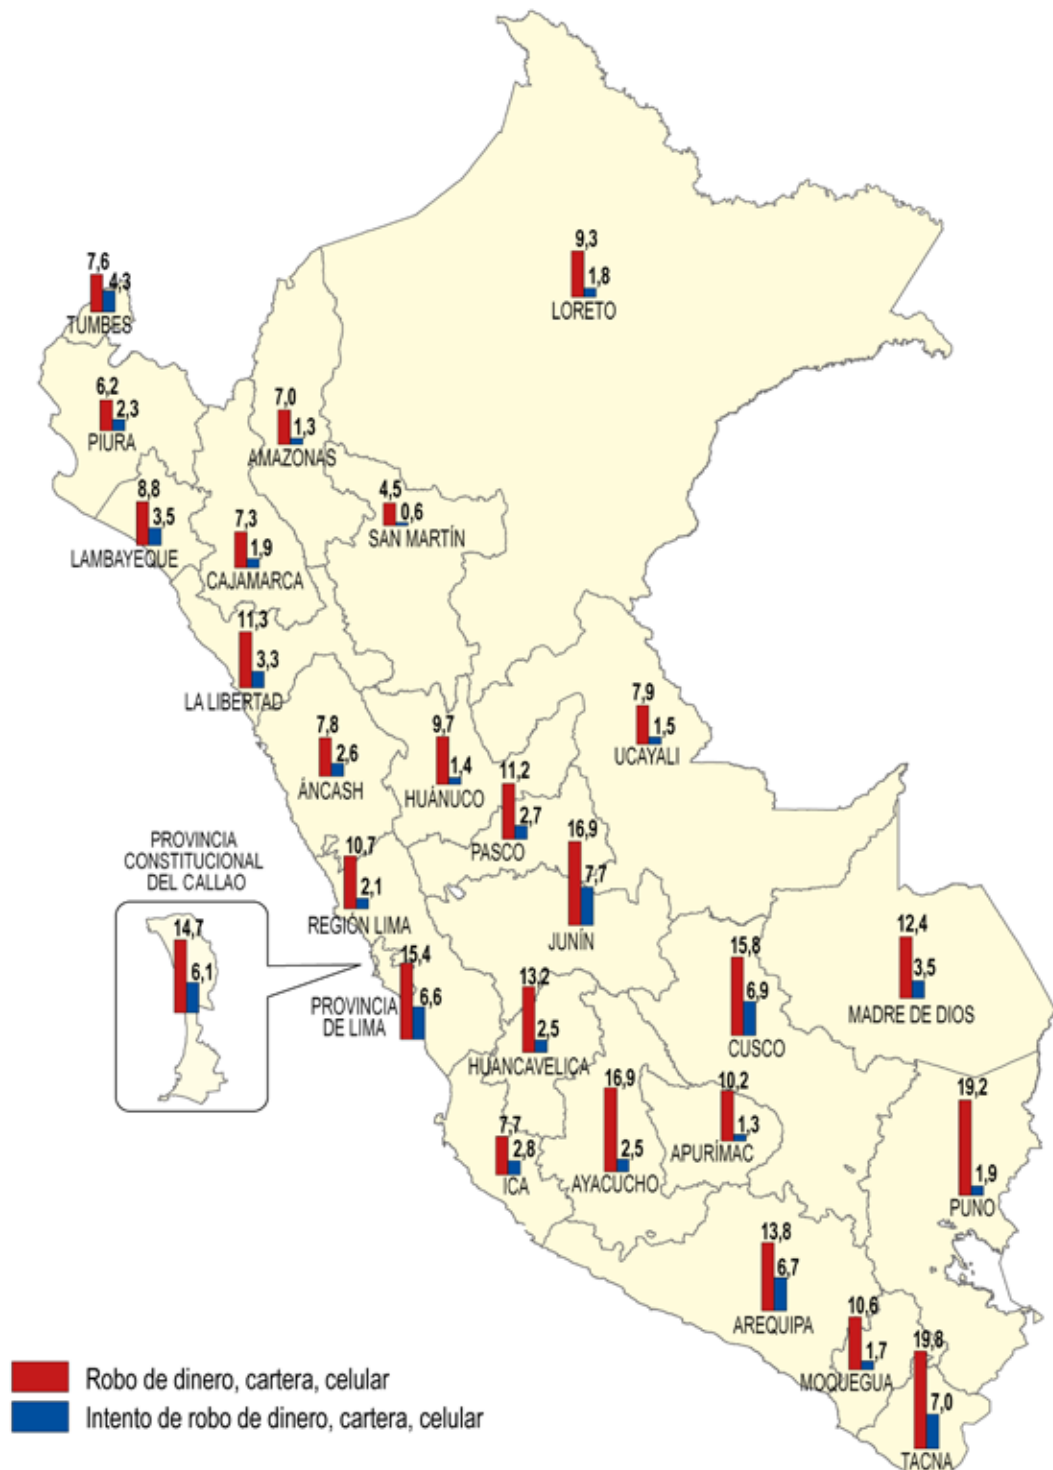 9,3
1,8
LORETO
7,6
4,3
TUMBES
6,2
2,3
PIURA
7,0
1,3
AMAZONAS
8,8
3,5
LAMBAYEQUE
7,3
1,9
CAJAMARCA
4,5
0,6
SAN MARTÍN
11,3
3,3
LA LIBERTAD
7,8
2,6
ÁNCASH
9,7
1,4
HUÁNUCO
7,9
1,5
UCAYALI
11,2
2,7
PASCO
16,9
7,7
JUNÍN
PROVINCIA
CONSTITUCIONAL
DEL CALLAO
14,7
6,1
10,7
2,1
REGIÓN LIMA
15,4
6,6
PROVINCIA
DE LIMA
13,2
2,5
HUANCAVELICA
15,8
6,9
CUSCO
12,4
3,5
MADRE DE DIOS
7,7
2,8
ICA
16,9
2,5
AYACUCHO
10,2
1,3
APURÍMAC
19,2
1,9
PUNO
13,8
6,7
AREQUIPA
10,6
1,7
MOQUEGUA
19,8
7,0
TACNA
Robo de dinero, cartera, celular
Intento de robo de dinero, cartera, celular